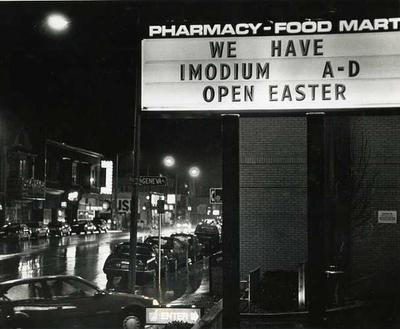 PHARMACY-FOOD MART
WE HAVE
IMODIUM A-D
OPEN EASTER
GENEVA
ENTER